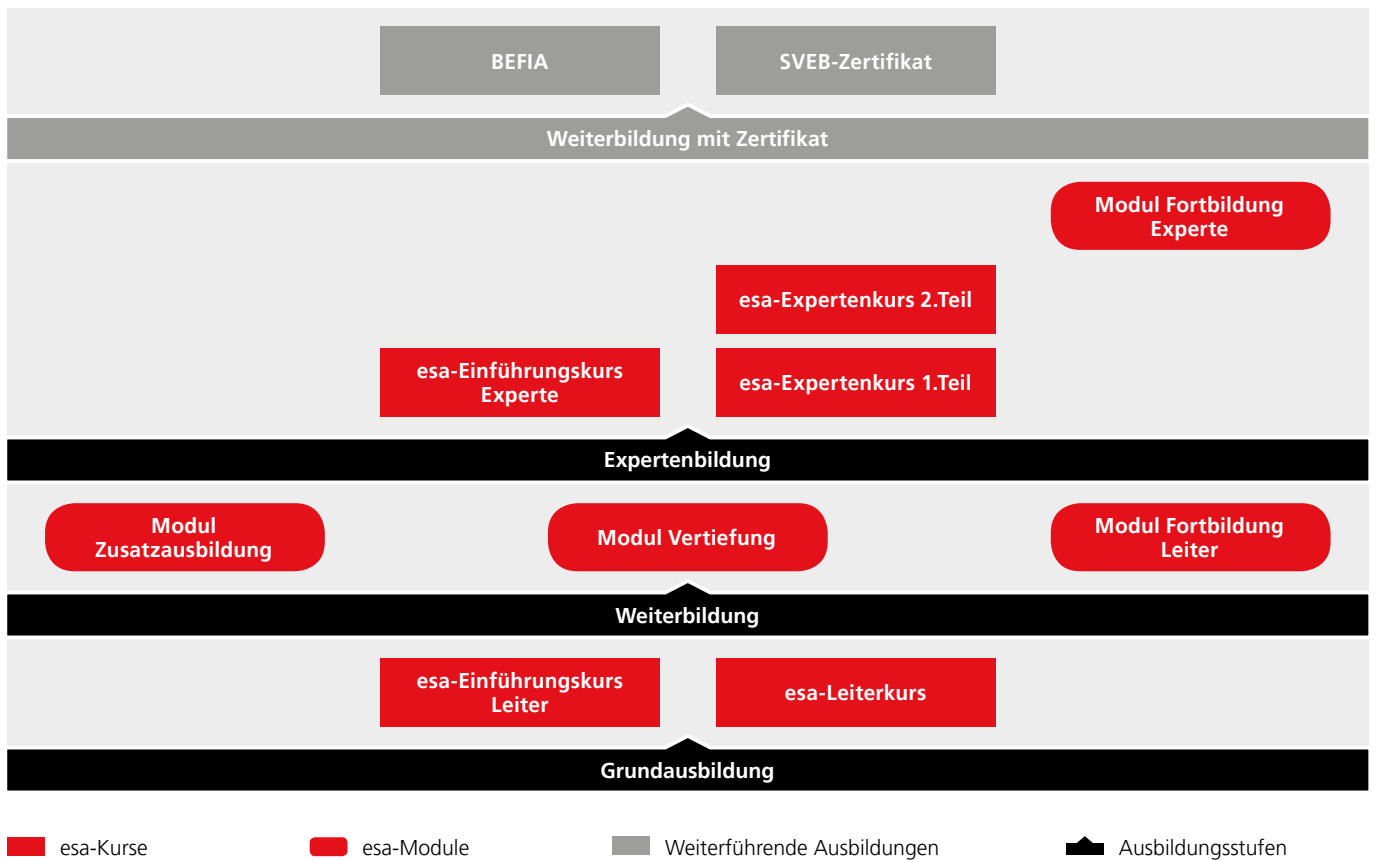 BEFIA
SVEB-Zertifikat
Weiterbildung mit Zertifikat
Modul Fortbildung
Experte
esa-Expertenkurs 2.Teil
esa-Einführungskurs
Experte
esa-Expertenkurs 1.Teil
Expertenbildung
Modul
Zusatzausbildung
Modul Vertiefung
Modul Fortbildung
Leiter
Weiterbildung
esa-Einführungskurs
Leiter
esa-Leiterkurs
Grundausbildung
esa-Kurse
esa-Module
Weiterführende Ausbildungen
Ausbildungsstufen